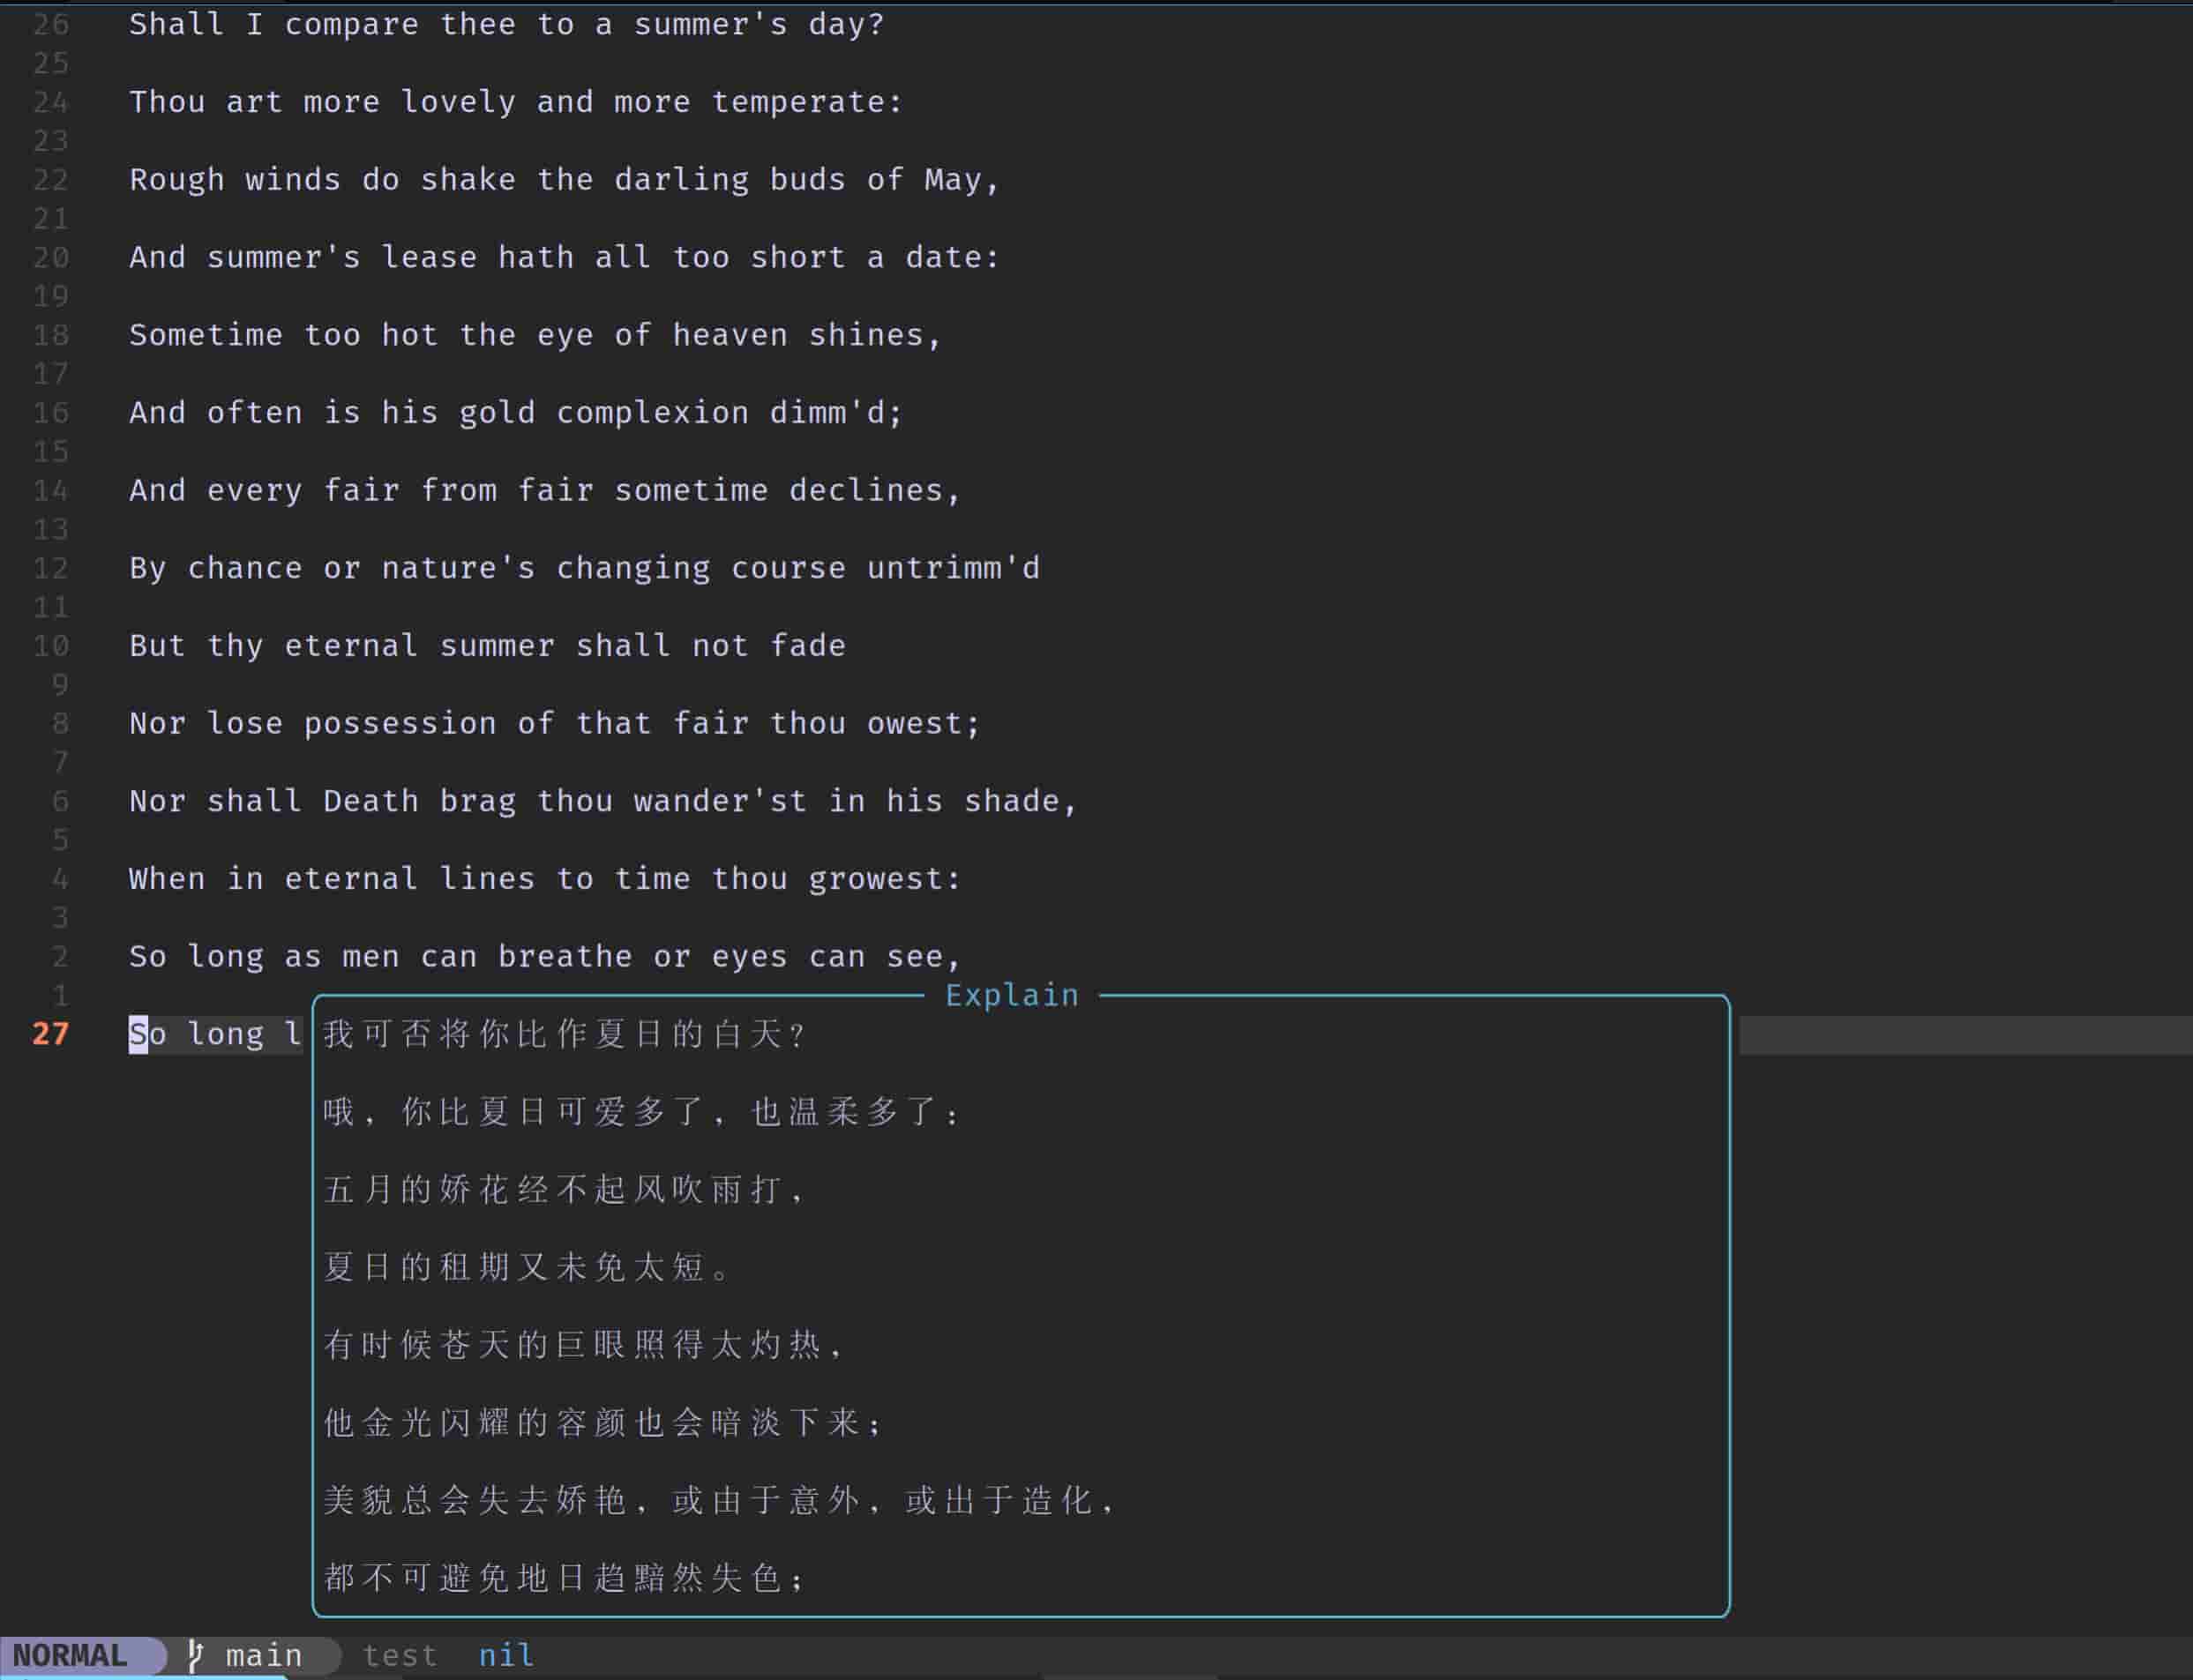 26 Shall I compare thee to a summer's day?
25
24 Thou art more lovely and more temperate:
23
22 Rough winds do shake the darling buds of May,
21
20 And summer's lease hath all too short a date:
19
18 Sometime too hot the eye of heaven shines,
17
16 And often is his gold complexion dimm'd;
15
14 And every fair from fair sometime declines,
13
12 By chance or nature's changing course untrimm'd
11
10 But thy eternal summer shall not fade
9
8 Nor lose possession of that fair thou owest;
7
6 Nor shall Death brag thou wander'st in his shade,
5
4 When in eternal lines to time thou growest:
3
2 So long as men can breathe or eyes can see,
1
Explain
27 So long l
我可否将你比作夏日的白天?
哦，你比夏日可爱多了，也温柔多了：
五月的娇花经不起风吹雨打，
夏日的租期又未免太短。
有时候苍天的巨眼照得太灼热，
他金光闪耀的容颜也会暗淡下来；
美貌总会失去娇艳，或由于意外，或出于造化，
都不可避免地日趋黯然失色；
NORMAL main test nil